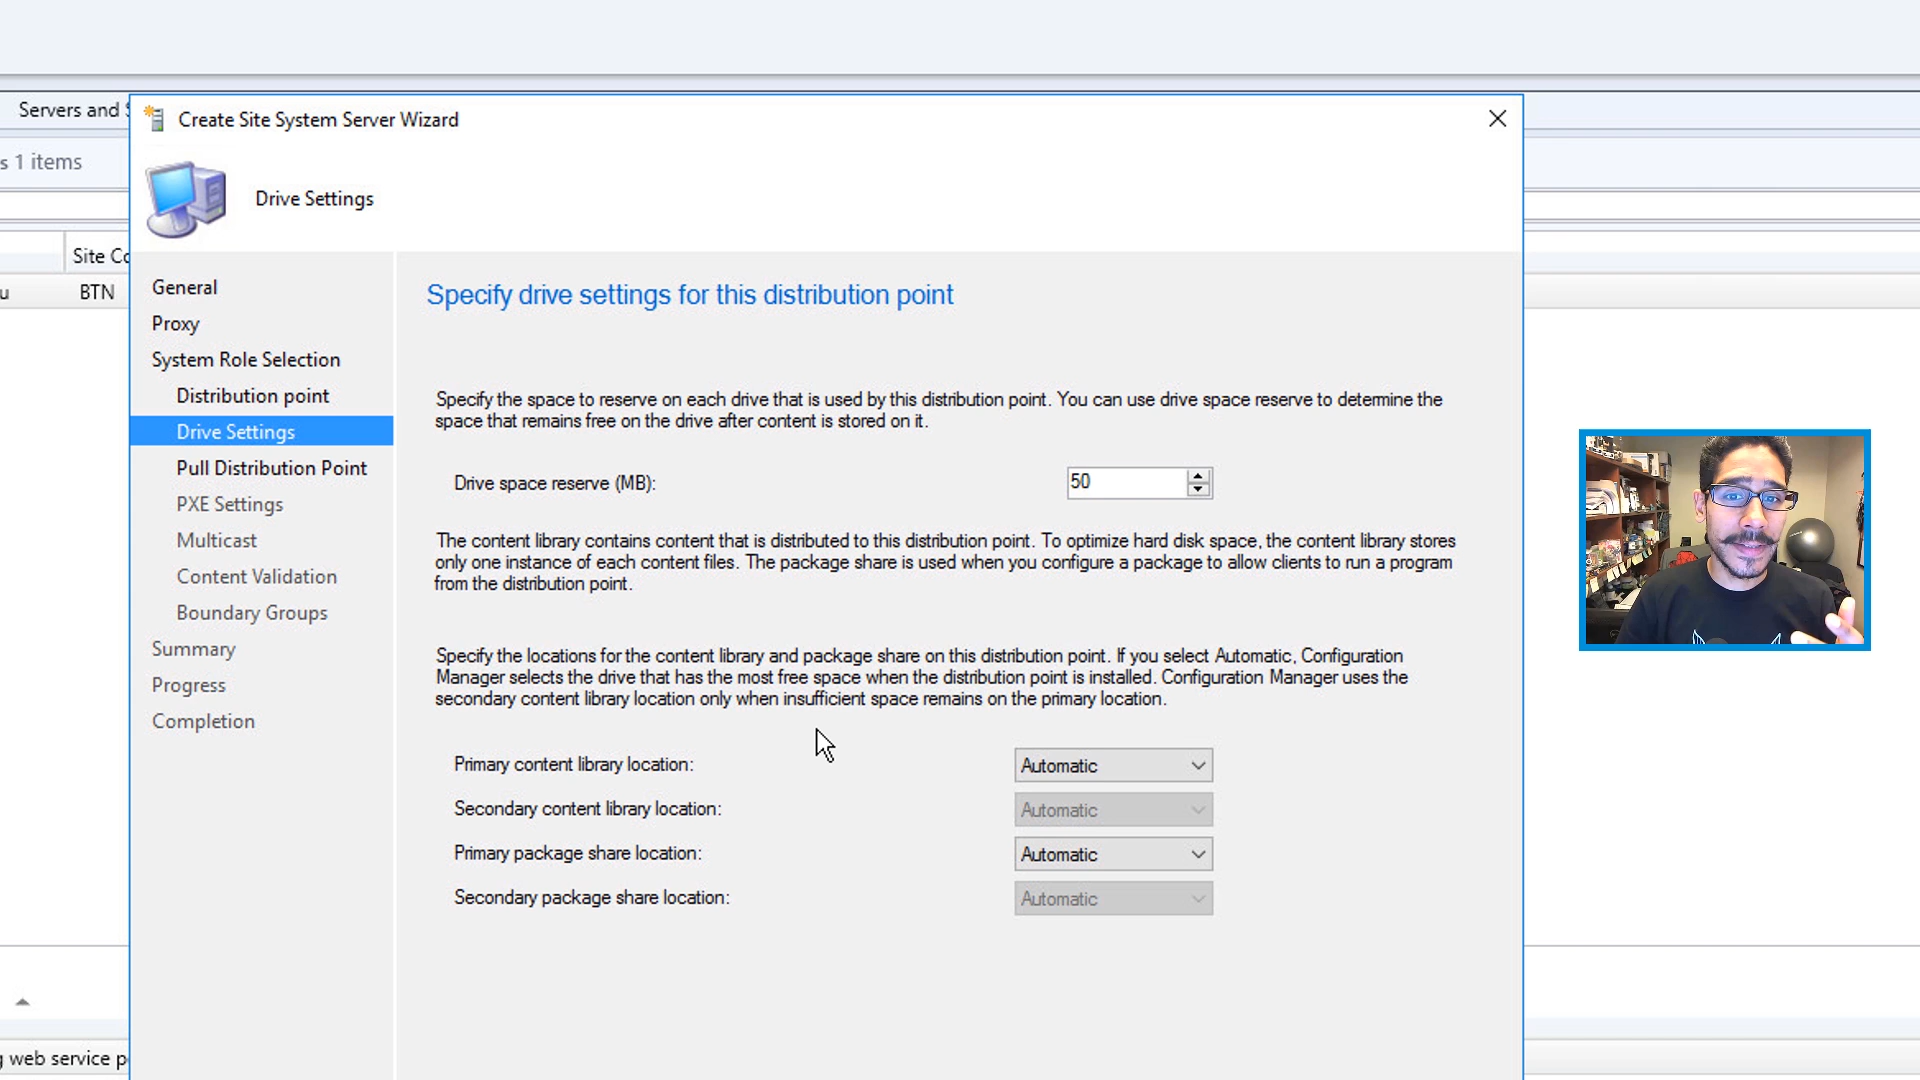 Servers and
Create Site System Server Wizard
s 1 items
Drive Settings
Site Co
u
BTN
General
Proxy
System Role Selection
Distribution point
Drive Settings
Pull Distribution Point
PXE Settings
Multicast
Content Validation
Boundary Groups
Summary
Progress
Completion
Specify drive settings for this distribution point
Specify the space to reserve on each drive that is used by this distribution point. You can use drive space reserve to determine the
space that remains free on the drive after content is stored on it.
Drive space reserve (MB):
50
The content library contains content that is distributed to this distribution point. To optimize hard disk space, the content library stores
only one instance of each content files. The package share is used when you configure a package to allow clients to run a program
from the distribution point.
Specify the locations for the content library and package share on this distribution point. If you select Automatic, Configuration
Manager selects the drive that has the most free space when the distribution point is installed. Configuration Manager uses the
secondary content library location only when insufficient space remains on the primary location.
Primary content library location:
Automatic
Secondary content library location:
Automatic
Primary package share location:
Automatic
Secondary package share location:
Automatic
g web service p